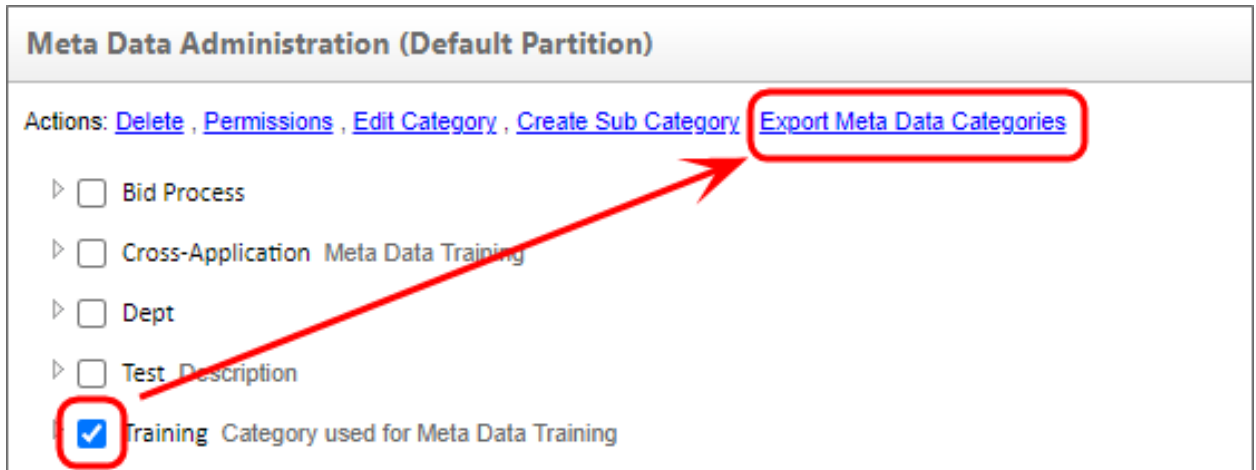 Meta Data Administration (Default Partition)
Actions: Delete , Permissions , Edit Category , Create Sub Category Export Meta Data Categories
Bid Process
Cross-Application Meta Data Training
Dept
Test Description
Training Category used for Meta Data Training